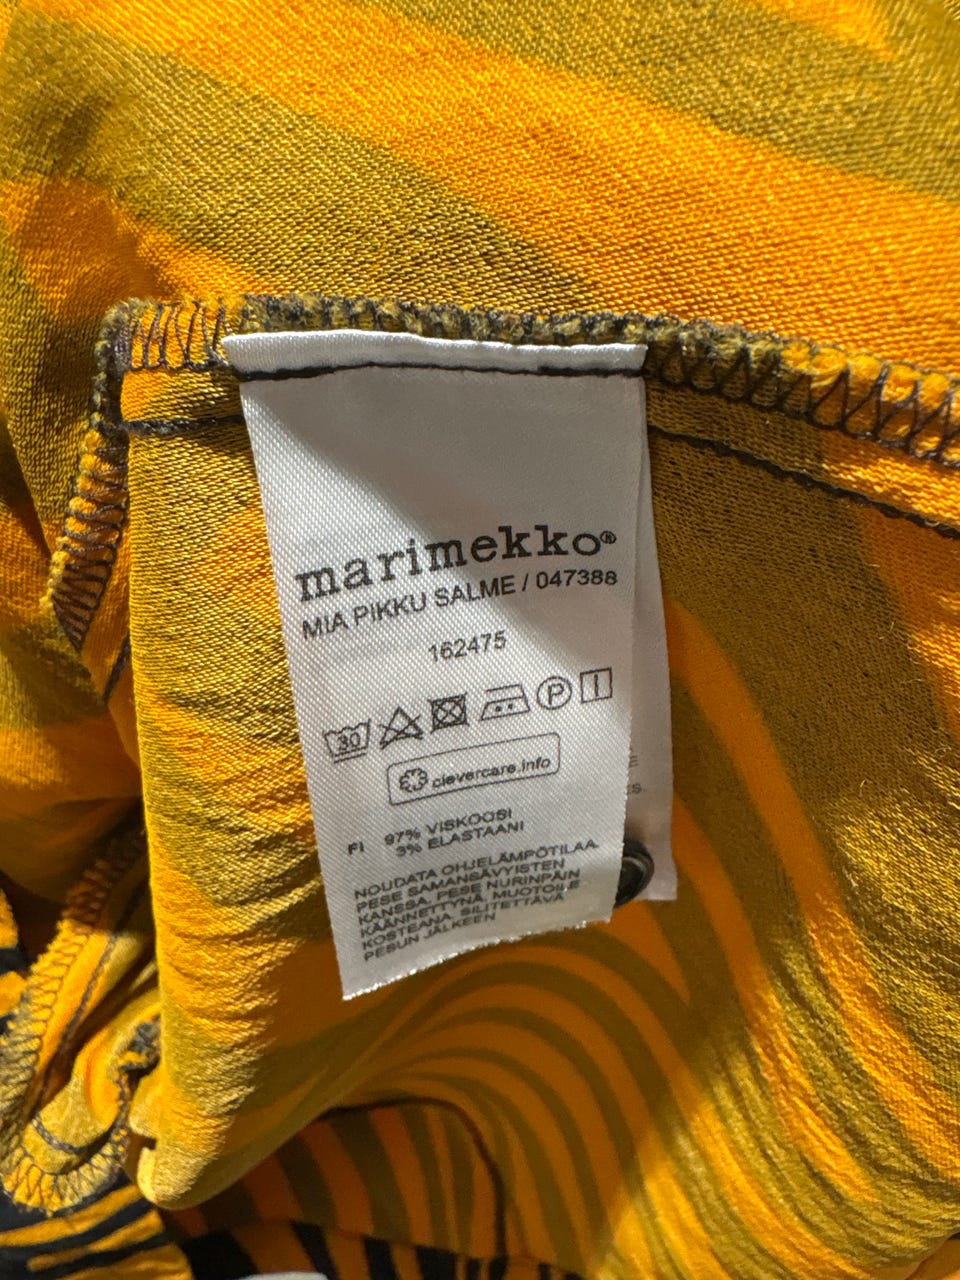 marimekko®
MIA PIKKU SALME / 047388
162475
30 P
clevercare.info
FI 97% VISKOOSI
3% ELASTAANI
NOUDATA OHJELÄMPÖTILAA.
PESE SAMANSÄVYISTEN
KANSSA. PESE NURINPÄIN
KÄÄNNETTYNÄ, MUOTOILE
KOSTEANA, SILITETTÄVÄ
PESUN JÄLKEEN